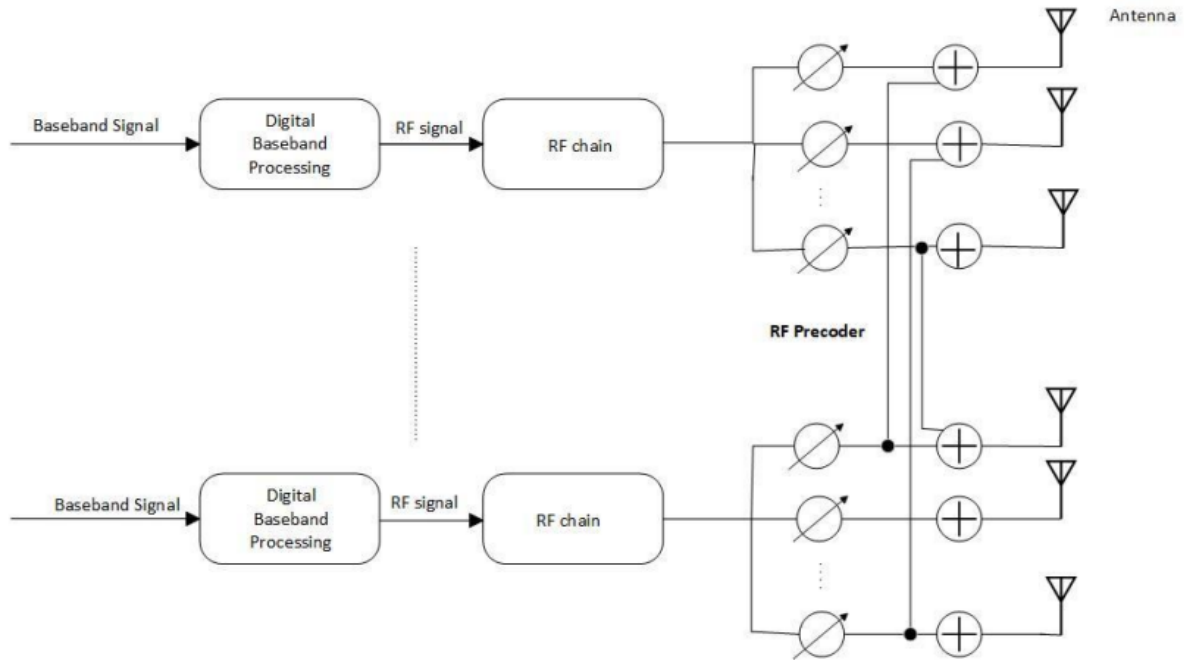 Antenna
Baseband Signal
Digital
Baseband
Processing
RF signal
RF chain
RF Precoder
Baseband Signal
Digital
Baseband
Processing
RF signal
RF chain